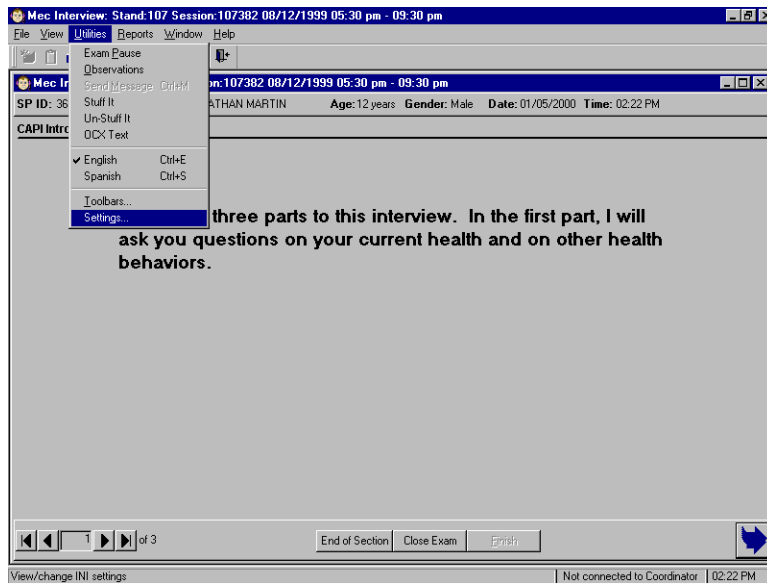 Mec Interview: Stand:107 Session:107382 08/12/1999 05:30 pm - 09:30 pm
File View Utilities Reports Window Help
Exam Pause
Observations
Send Message Ctrl+M
Stuff It
Un-Stuff It
OCX Text
English Ctrl+E
Spanish Ctrl+S
Toolbars...
Settings...
Mec In on:107382 08/12/1999 05:30 pm - 09:30 pm
SP ID: 36 ATHAN MARTIN Age: 12 years Gender: Male Date: 01/05/2000 Time: 02:22 PM
CAPI Intro
three parts to this interview. In the first part, I will
ask you questions on your current health and on other health
behaviors.
1 of 3 End of Section Close Exam Finish
View/change INI settings Not connected to Coordinator 02:22 PM